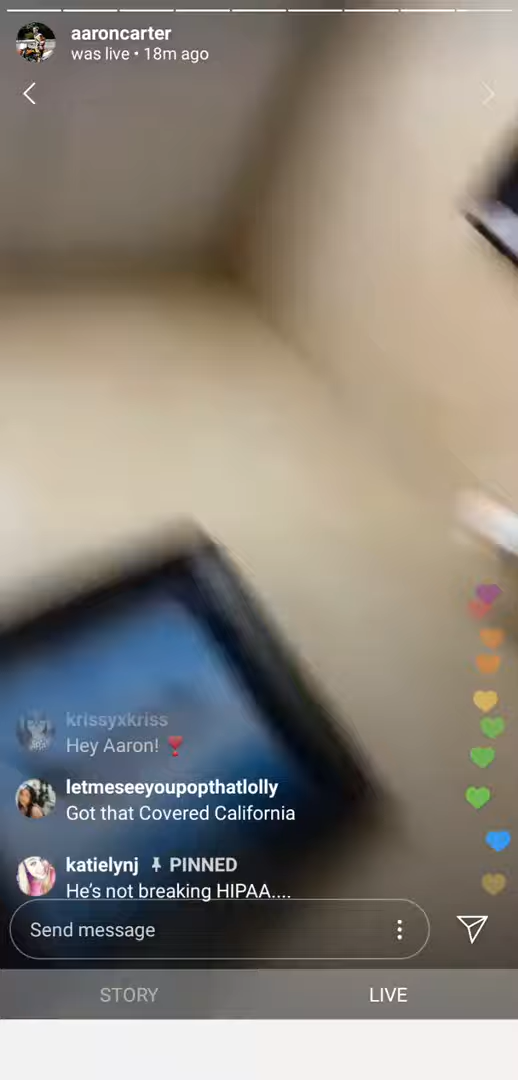 aaroncarter
was live • 18m ago
krissyxkriss
Hey Aaron! ❣️
letmeseeyoupopthatlolly
Got that Covered California
katielynj PINNED
He's not breaking HIPAA....
Send message
STORY LIVE